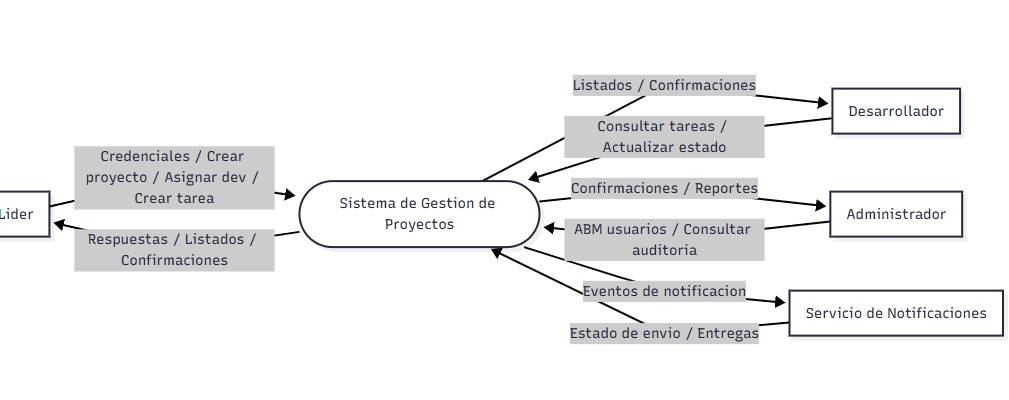 Listados / Confirmaciones
Desarrollador
Consultar tareas /
Actualizar estado
Credenciales / Crear
proyecto / Asignar dev /
Crear tarea
Confirmaciones / Reportes
Lider
Sistema de Gestion de
Proyectos
Administrador
ABM usuarios / Consultar
auditoria
Respuestas / Listados /
Confirmaciones
Eventos de notificacion
Servicio de Notificaciones
Estado de envio / Entregas